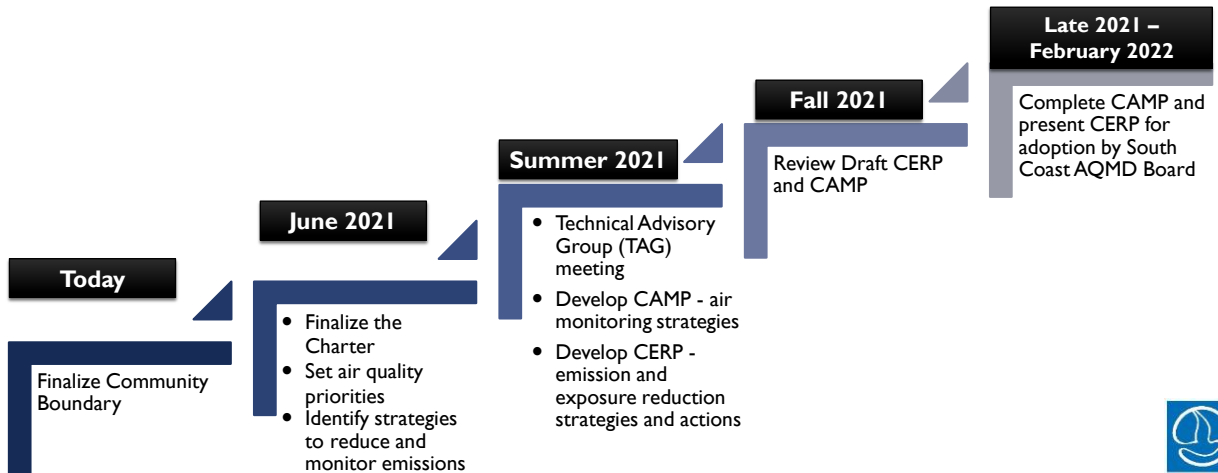 Today
Finalize Community
Boundary
June 2021
• Finalize the
Charter
• Set air quality
priorities
• Identify strategies
to reduce and
monitor emissions
Summer 2021
• Technical Advisory
Group (TAG)
meeting
• Develop CAMP - air
monitoring strategies
• Develop CERP -
emission and
exposure reduction
strategies and actions
Fall 2021
Review Draft CERP
and CAMP
Late 2021 –
February 2022
Complete CAMP and
present CERP for
adoption by South
Coast AQMD Board